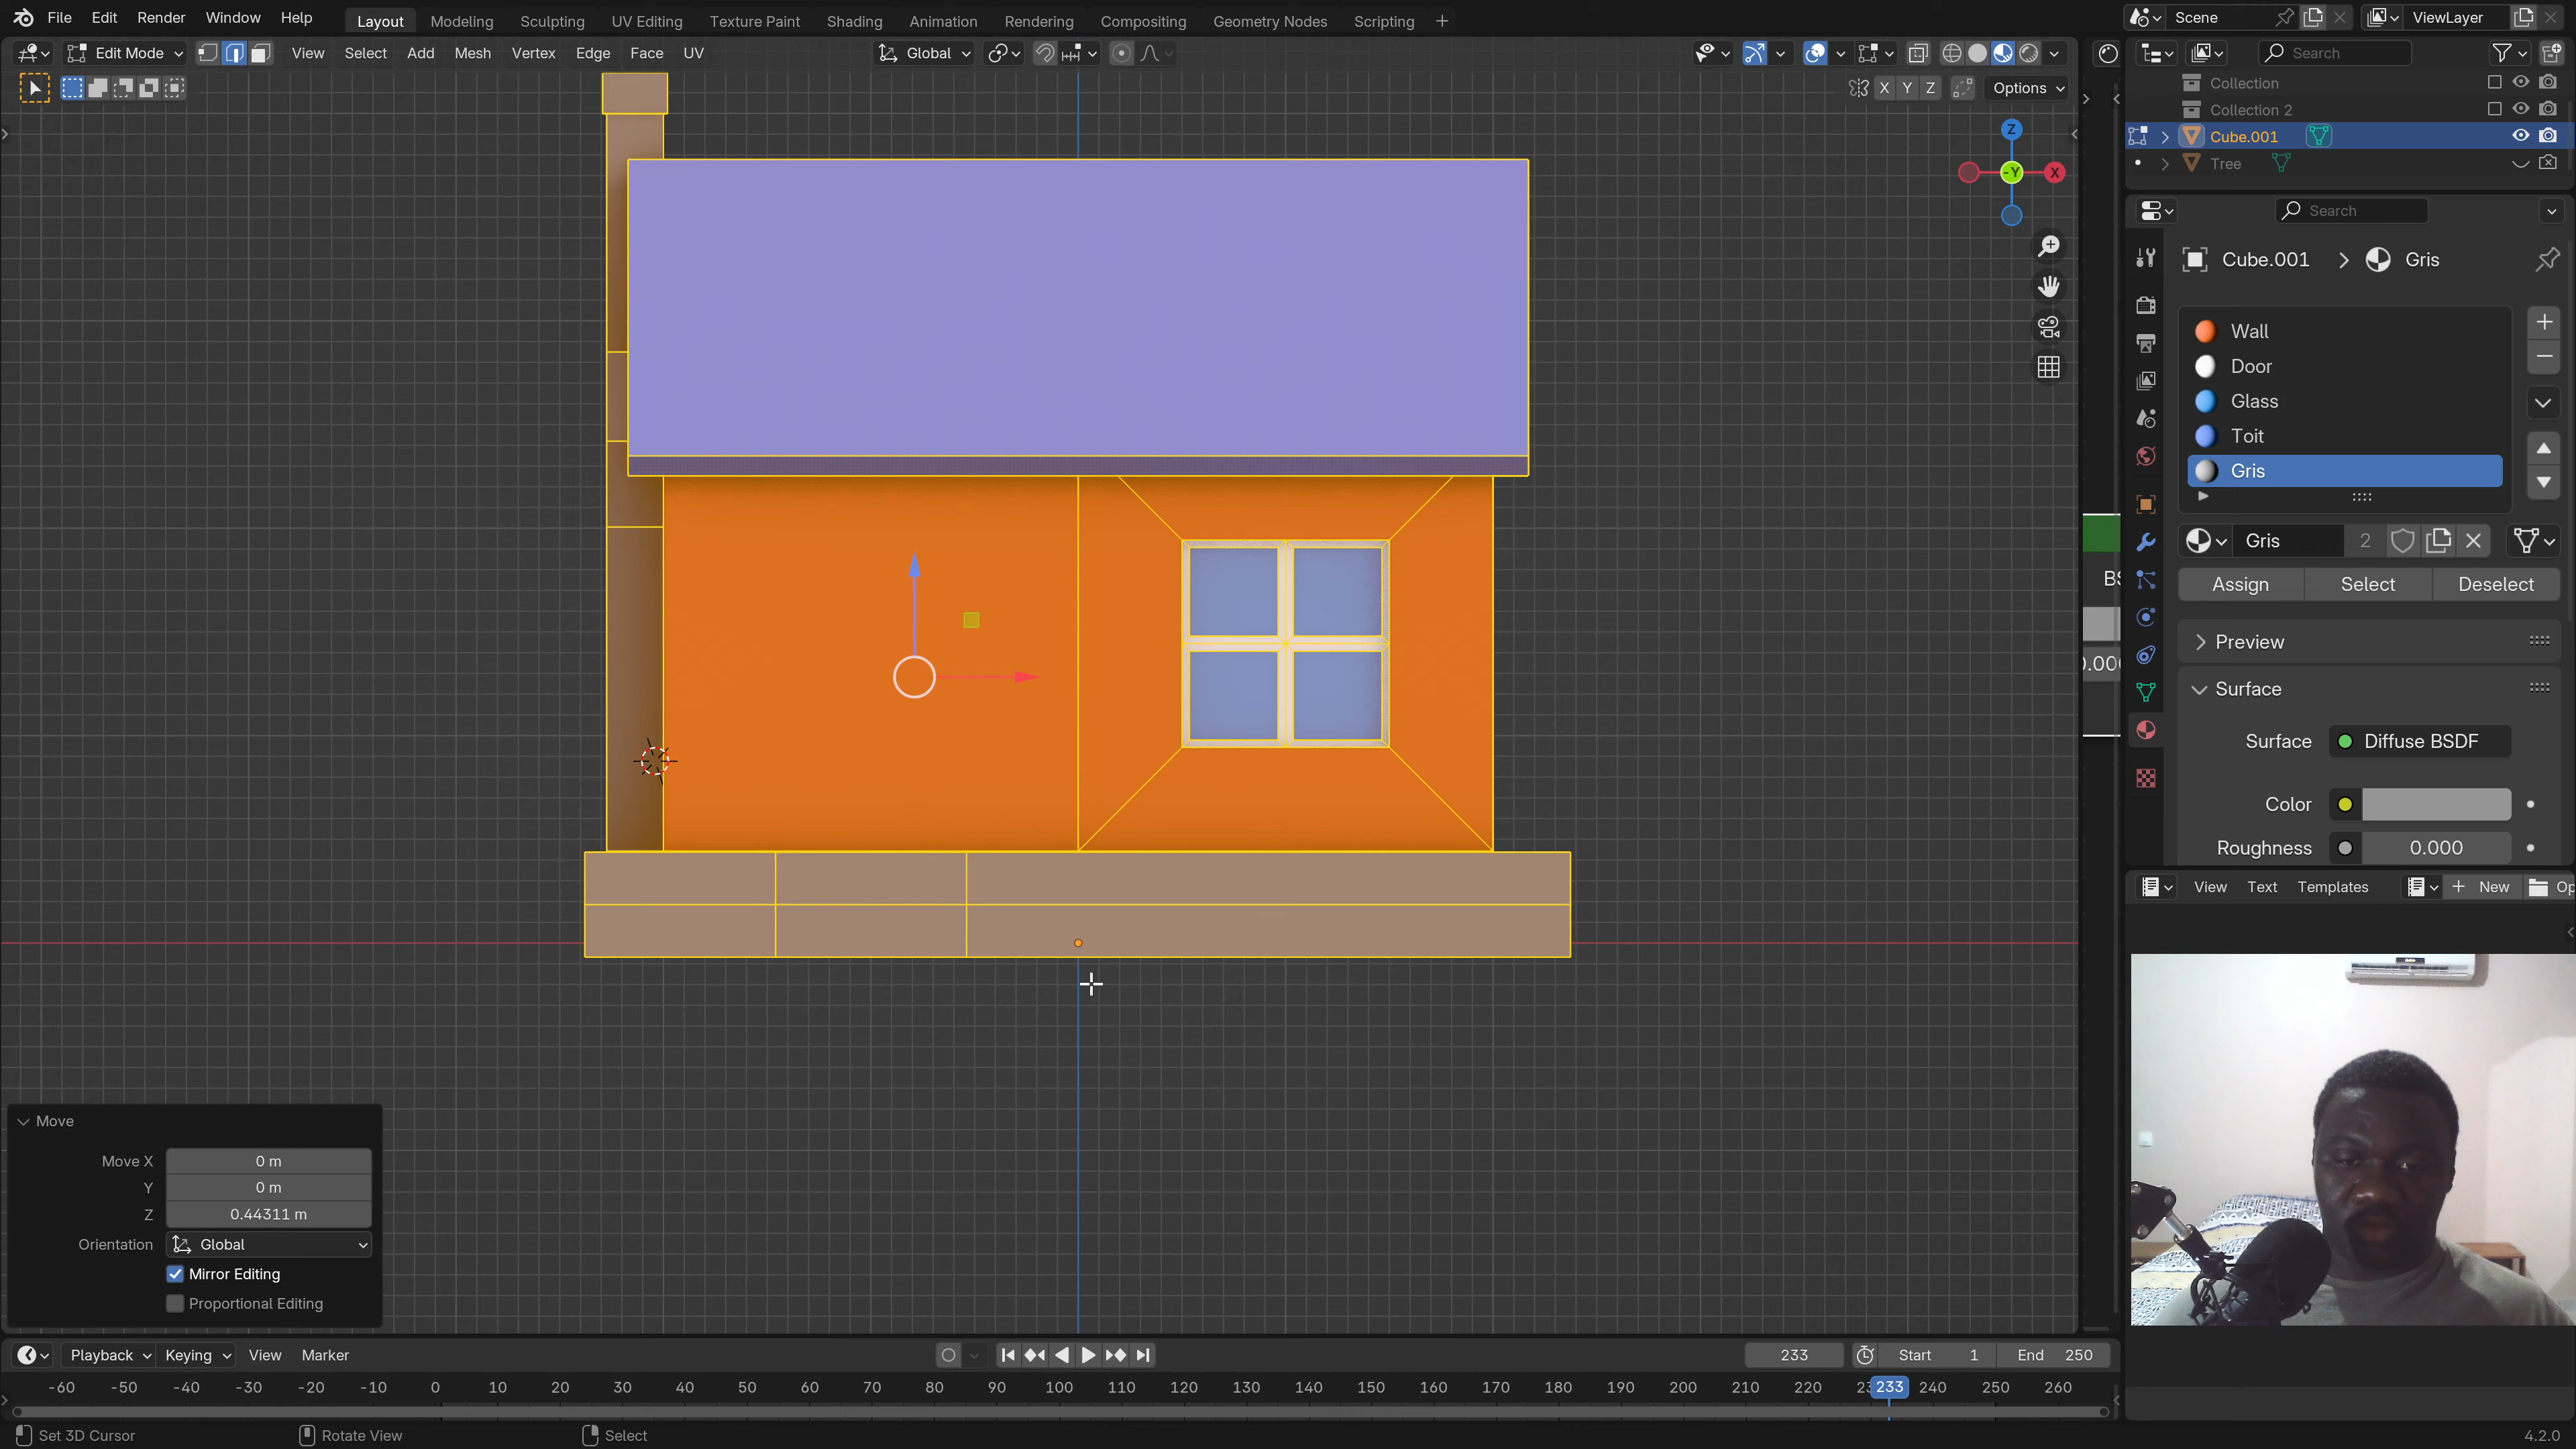 File Edit Render Window Help Layout Modeling Sculpting UV Editing Texture Paint Shading Animation Rendering Compositing Geometry Nodes Scripting + Scene ViewLayer
Edit Mode View Select Add Mesh Vertex Edge Face UV Global Search
X Y Z Options
Collection
Collection 2
Cube.001
Tree
Z
-Y X
Search
Cube.001 > Gris
Wall
Door
Glass
Toit
Gris
Gris 2
Assign Select Deselect
Preview
Surface
Surface Diffuse BSDF
Color
Roughness 0.000
View Text Templates New Op
Move
Move X 0 m
Y 0 m
Z 0.44311 m
Orientation Global
Mirror Editing
Proportional Editing
Playback Keying View Marker 233 Start 1 End 250
-60 -50 -40 -30 -20 -10 0 10 20 30 40 50 60 70 80 90 100 110 120 130 140 150 160 170 180 190 200 210 220 233 240 250 260
Set 3D Cursor Rotate View Select 4.2.0